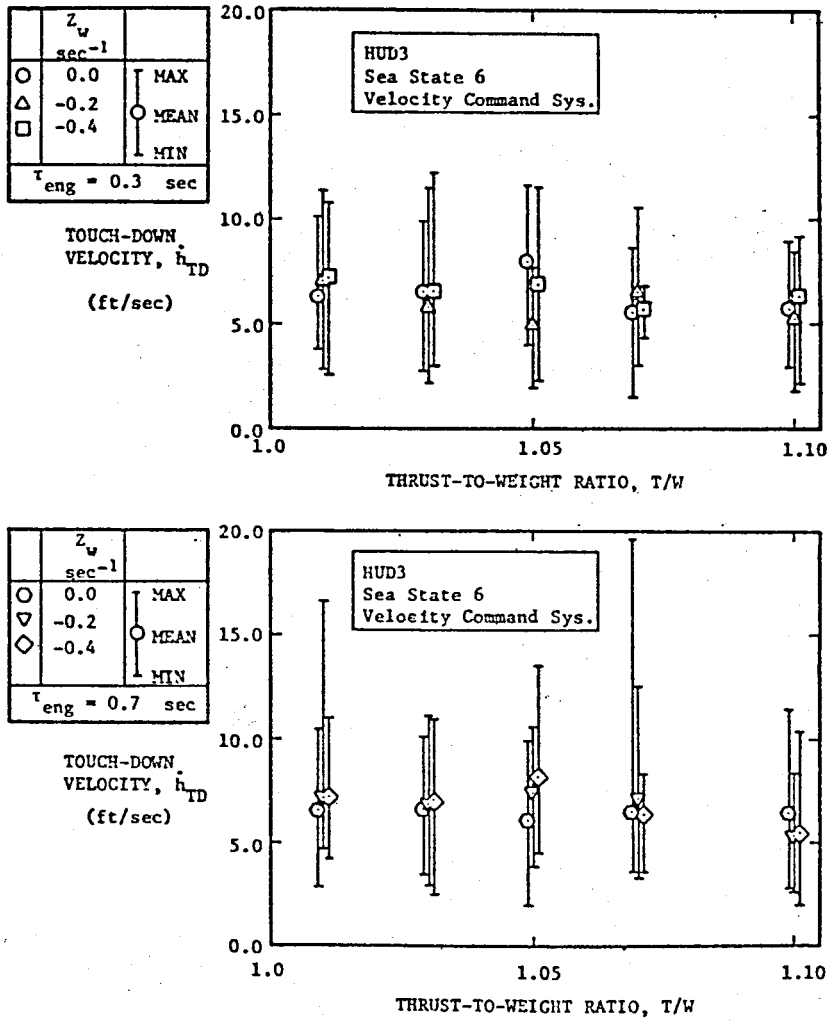 Z_w
sec⁻¹
○ 0.0
△ -0.2
□ -0.4
MAX
MEAN
MIN
τ_eng = 0.3 sec
TOUCH-DOWN
VELOCITY, ḣ_TD
(ft/sec)
HUD3
Sea State 6
Velocity Command Sys.
20.0
15.0
10.0
5.0
0.0
1.0 1.05 1.10
THRUST-TO-WEIGHT RATIO, T/W
Z_w
sec⁻¹
0.0
▽ -0.2
◇ -0.4
MAX
MEAN
MIN
τ_eng = 0.7 sec
TOUCH-DOWN
VELOCITY, ḣ_TD
(ft/sec)
HUD3
Sea State 6
Velocity Command Sys.
20.0
15.0
10.0
5.0
0.0
1.0 1.05 1.10
THRUST-TO-WEIGHT RATIO, T/W